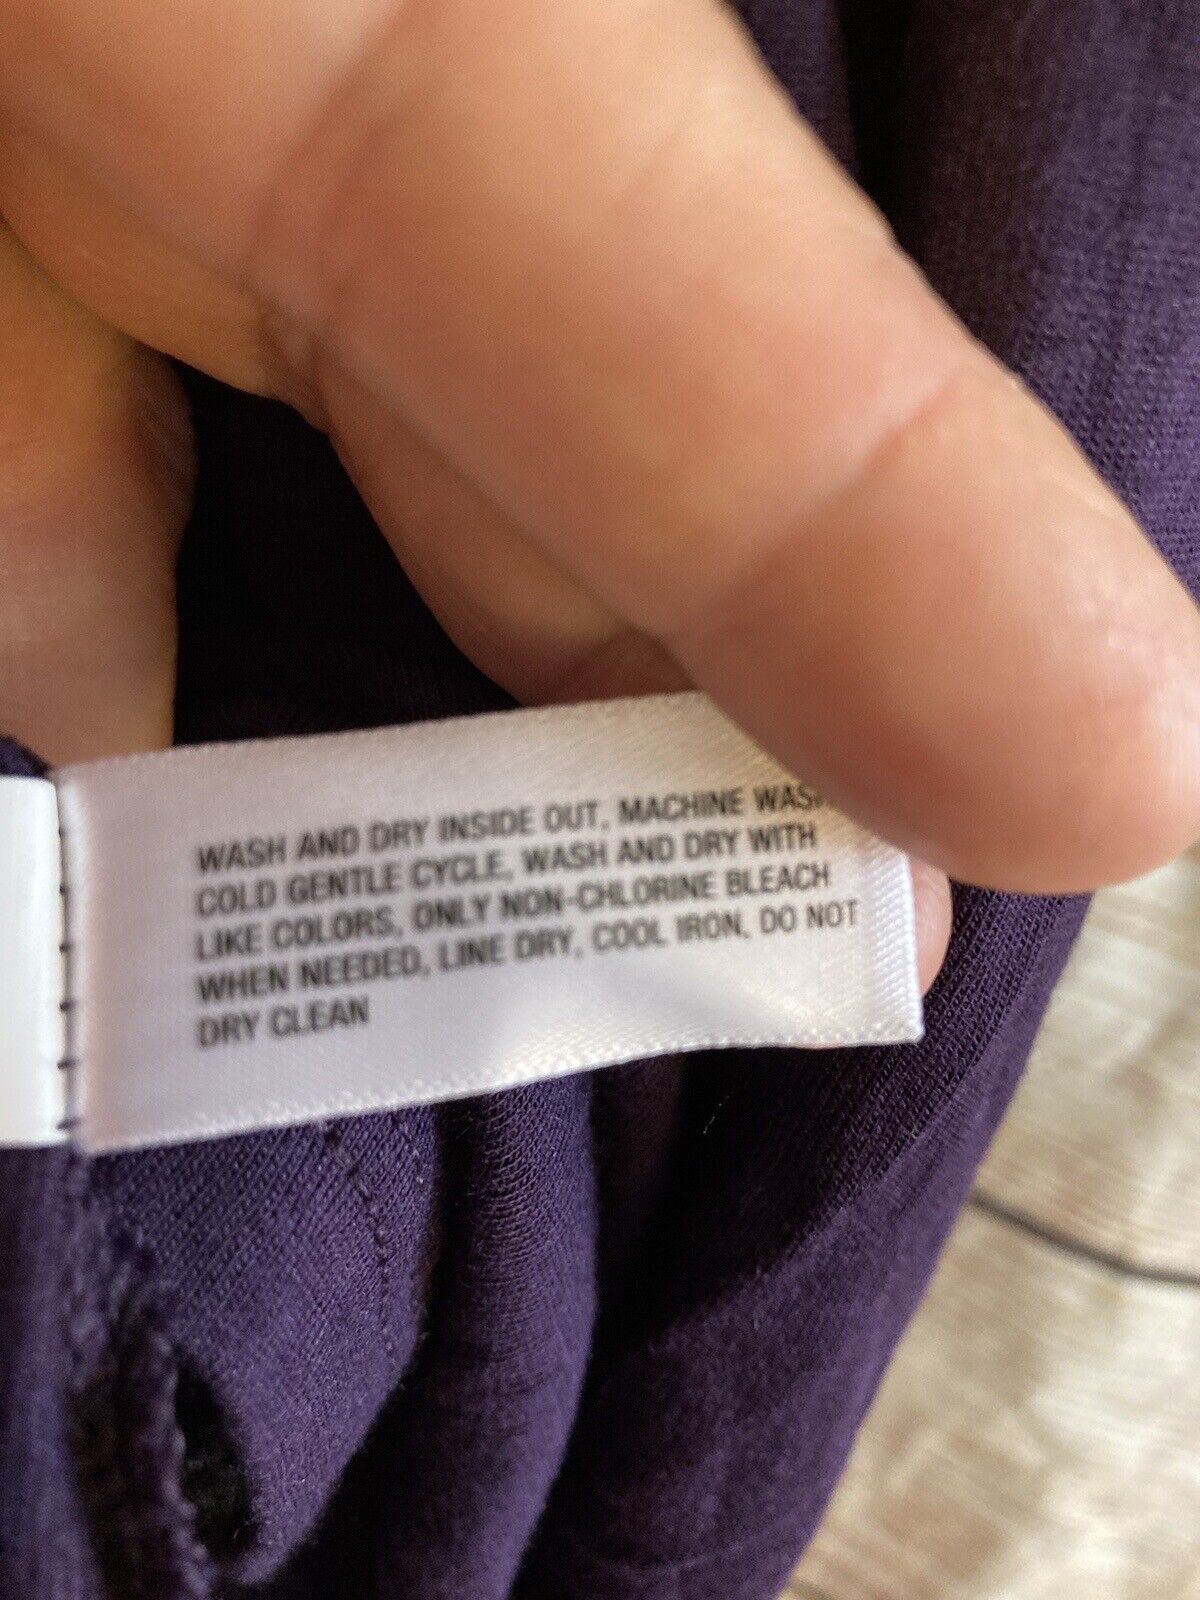 WASH AND DRY INSIDE OUT, MACHINE WASH
COLD GENTLE CYCLE, WASH AND DRY WITH
LIKE COLORS, ONLY NON-CHLORINE BLEACH
WHEN NEEDED, LINE DRY, COOL IRON, DO NOT
DRY CLEAN